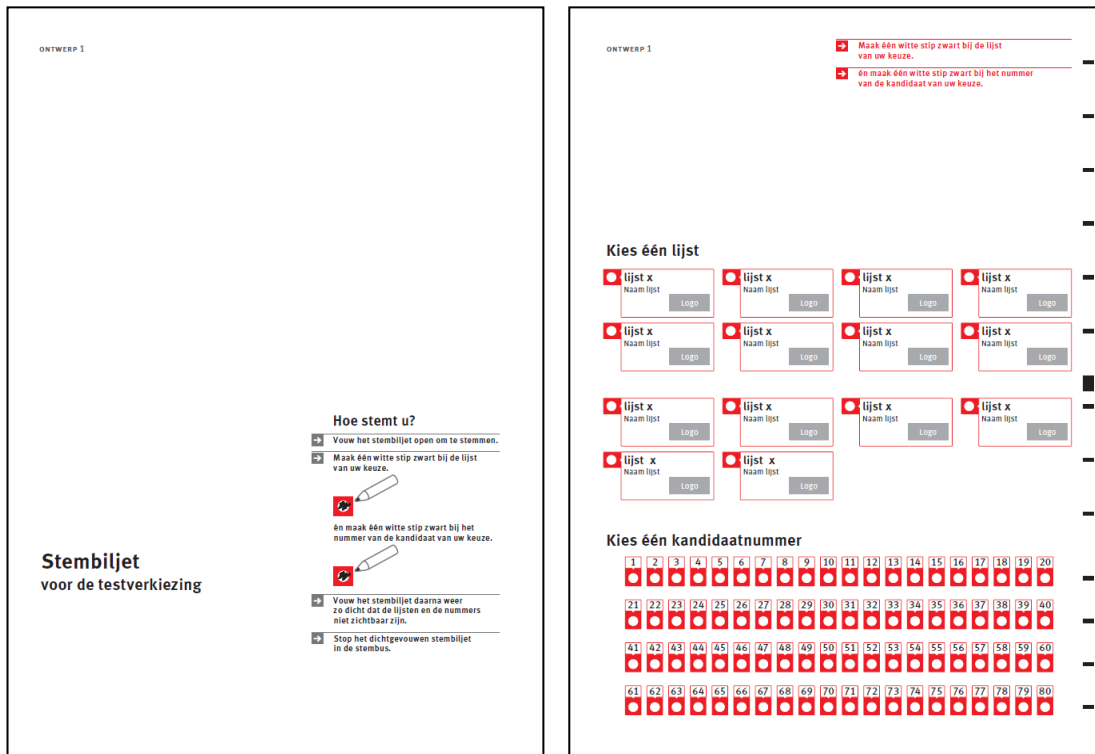 ONTWERP 1
Hoe stemt u?
Vouw het stembiljet open om te stemmen.
Maak één witte stip zwart bij de lijst
van uw keuze.
én maak één witte stip zwart bij het
nummer van de kandidaat van uw keuze.
Stembiljet
voor de testverkiezing
Vouw het stembiljet daarna weer
zo dicht dat de lijsten en de nummers
niet zichtbaar zijn.
Stop het dichtgevouwen stembiljet
in de stembus.
ONTWERP 1
Maak één witte stip zwart bij de lijst
van uw keuze.
én maak één witte stip zwart bij het nummer
van de kandidaat van uw keuze.
Kies één lijst
lijst x lijst x lijst x lijst x
Naam lijst Naam lijst Naam lijst Naam lijst
Logo Logo Logo Logo
lijst x lijst x lijst x lijst x
Naam lijst Naam lijst Naam lijst Naam lijst
Logo Logo Logo Logo
lijst x lijst x lijst x lijst x
Naam lijst Naam lijst Naam lijst Naam lijst
Logo Logo Logo Logo
lijst x lijst x
Naam lijst Naam lijst
Logo Logo
Kies één kandidaatnummer
1 2 3 4 5 6 7 8 9 10 11 12 13 14 15 16 17 18 19 20
21 22 23 24 25 26 27 28 29 30 31 32 33 34 35 36 37 38 39 40
41 42 43 44 45 46 47 48 49 50 51 52 53 54 55 56 57 58 59 60
61 62 63 64 65 66 67 68 69 70 71 72 73 74 75 76 77 78 79 80